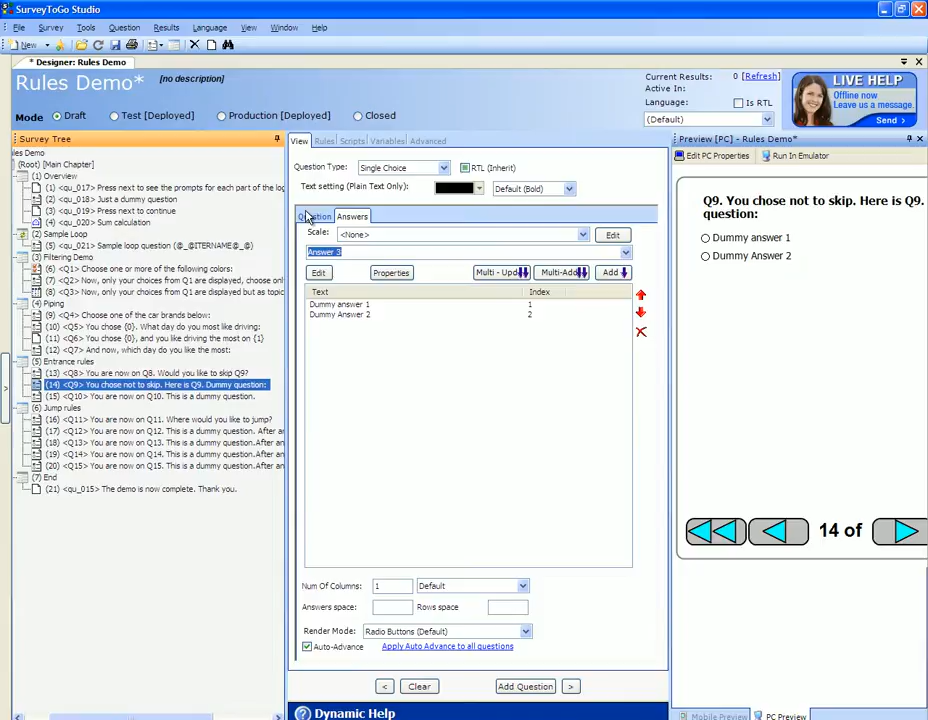 SurveyToGo Studio
File Survey Tools Question Results Language View Window Help
New
* Designer: Rules Demo*
Rules Demo*
[no description]
Current Results: 0 [Refresh]
Active In:
Language: Is RTL
(Default)
LIVE HELP
Offline now
Leave us a message.
Send >
Mode Draft Test [Deployed] Production [Deployed] Closed
Survey Tree
Rules Demo
(Root) [Main Chapter]
(1) Overview
(1) <qu_017> Press next to see the prompts for each part of the log
(2) <qu_018> Just a dummy question
(3) <qu_019> Press next to continue
(4) <qu_020> Sum calculation
(2) Sample Loop
(5) <qu_021> Sample loop question (@_@ITERNAME@_@)
(3) Filtering Demo
(6) <Q1> Choose one or more of the following colors:
(7) <Q2> Now, only your choices from Q1 are displayed, choose
(8) <Q3> Now, only your choices from Q1 are displayed but as topic
(4) Piping
(9) <Q4> Choose one of the car brands below:
(10) <Q5> You chose {0}. What day do you most like driving:
(11) <Q6> You chose {0}, and you like driving the most on {1}
(12) <Q7> And now, which day do you like the most:
(5) Entrance rules
(13) <Q8> You are now on Q8. Would you like to skip Q9?
(14) <Q9> You chose not to skip. Here is Q9. Dummy question:
(15) <Q10> You are now on Q10. This is a dummy question.
(6) Jump rules
(16) <Q11> You are now on Q11. Where would you like to jump?
(17) <Q12> You are now on Q12. This is a dummy question. After an
(18) <Q13> You are now on Q13. This is a dummy question.After an
(19) <Q14> You are now on Q14. This is a dummy question.After an
(20) <Q15> You are now on Q15. This is a dummy question.After an
(7) End
(21) <qu_015> The demo is now complete. Thank you.
View Rules Scripts Variables Advanced
Question Type: Single Choice RTL (Inherit)
Text setting (Plain Text Only): Default (Bold)
Question Answers
Scale: <None> Edit
Answer 3
Edit Properties Multi - Upd Multi-Add Add
Text Index
Dummy answer 1 1
Dummy Answer 2 2
Num Of Columns: 1 Default
Answers space: Rows space
Render Mode: Radio Buttons (Default)
Auto-Advance Apply Auto Advance to all questions
< Clear Add Question >
Dynamic Help
Preview [PC] - Rules Demo*
Edit PC Properties Run In Emulator
Q9. You chose not to skip. Here is Q9.
question:
Dummy answer 1
Dummy Answer 2
14 of
Mobile Preview PC Preview